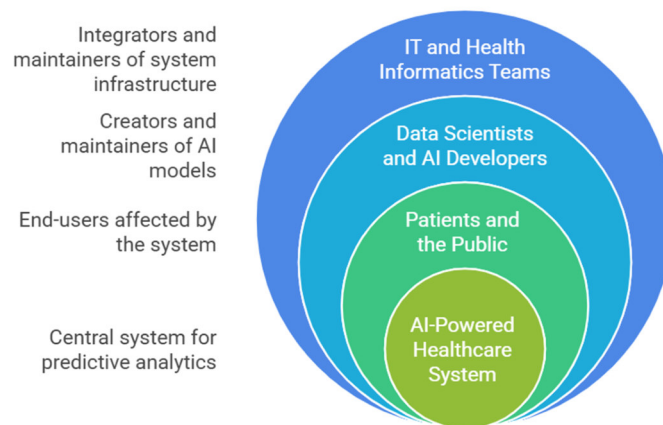 Integrators and
maintainers of system
infrastructure
IT and Health
Informatics Teams
Creators and
maintainers of AI
models
Data Scientists
and AI Developers
End-users affected by
the system
Patients and
the Public
Central system for
predictive analytics
AI-Powered
Healthcare
System